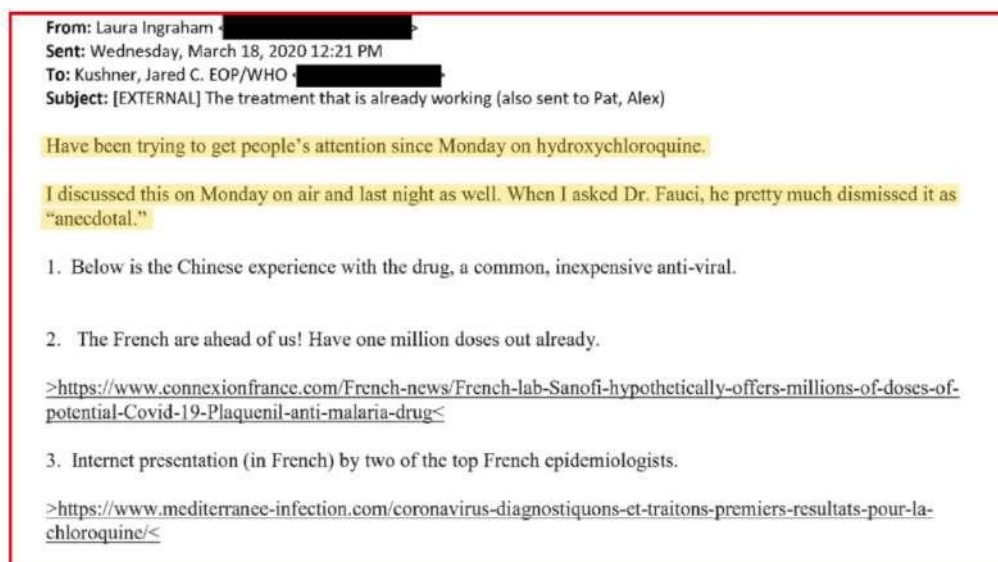 From: Laura Ingraham <
Sent: Wednesday, March 18, 2020 12:21 PM
To: Kushner, Jared C. EOP/WHO <
Subject: [EXTERNAL] The treatment that is already working (also sent to Pat, Alex)
Have been trying to get people's attention since Monday on hydroxychloroquine.
I discussed this on Monday on air and last night as well. When I asked Dr. Fauci, he pretty much dismissed it as
“anecdotal.”
1. Below is the Chinese experience with the drug, a common, inexpensive anti-viral.
2. The French are ahead of us! Have one million doses out already.
>https://www.connexionfrance.com/French-news/French-lab-Sanofi-hypothetically-offers-millions-of-doses-of-
potential-Covid-19-Plaquenil-anti-malaria-drug<
3. Internet presentation (in French) by two of the top French epidemiologists.
>https://www.mediterranee-infection.com/coronavirus-diagnostiquons-et-traitons-premiers-resultats-pour-la-
chloroquine/<